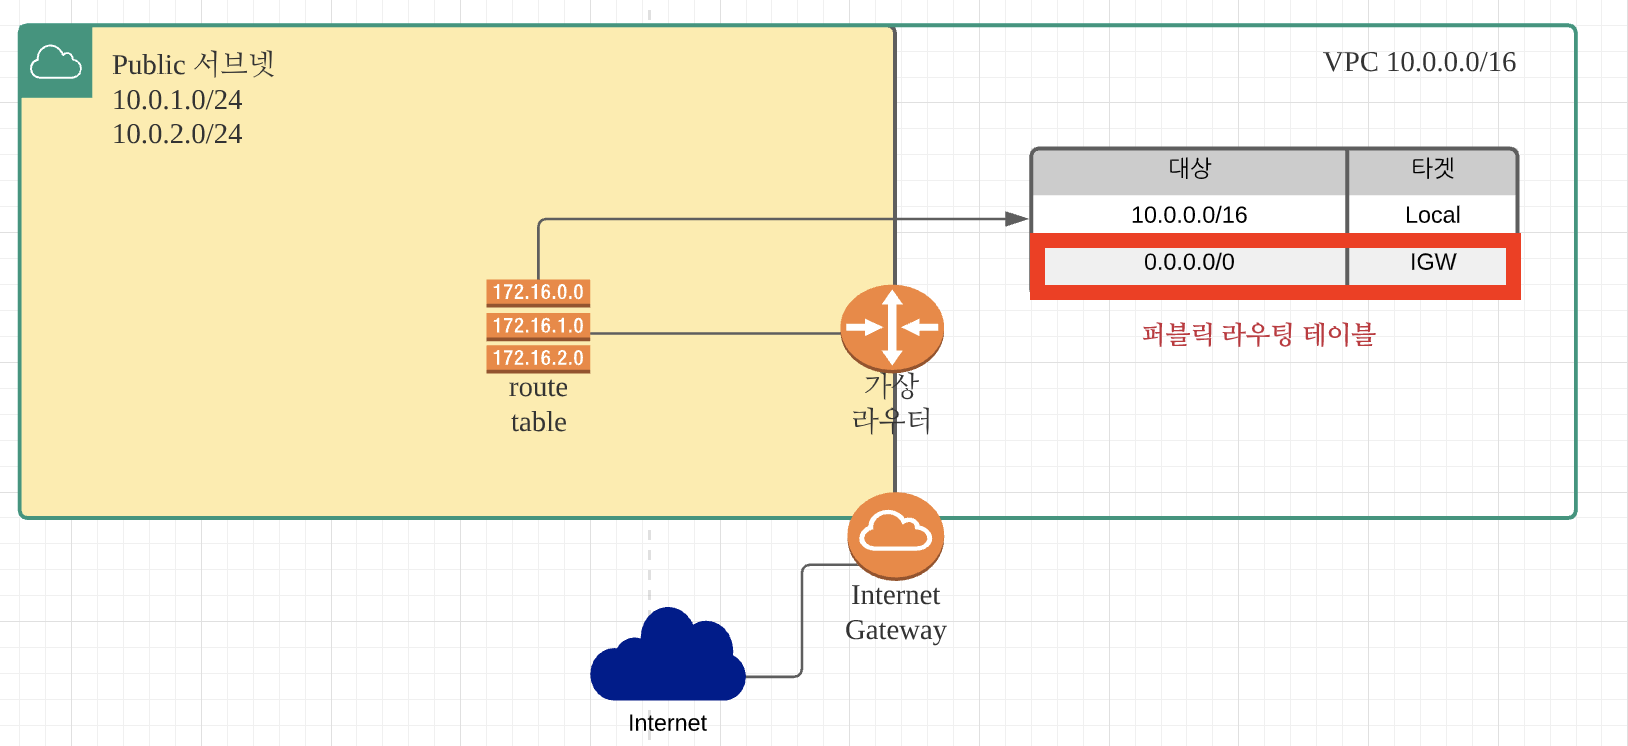 Public 서브넷
10.0.1.0/24
10.0.2.0/24
VPC 10.0.0.0/16
대상 타겟
10.0.0.0/16 Local
0.0.0.0/0 IGW
퍼블릭 라우팅 테이블
172.16.0.0
172.16.1.0
172.16.2.0
route
table
가상
라우터
Internet
Gateway
Internet